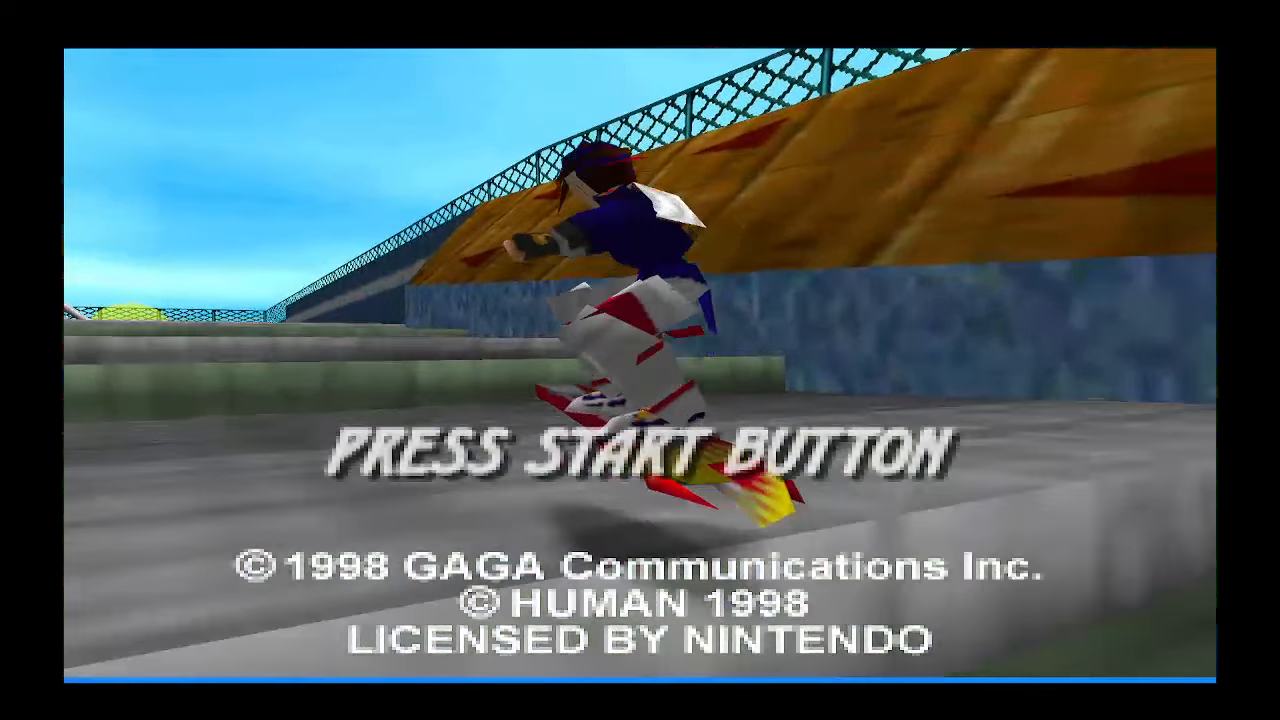 PRESS START BUTTON
© 1998 GAGA Communications Inc.
© HUMAN 1998
LICENSED BY NINTENDO